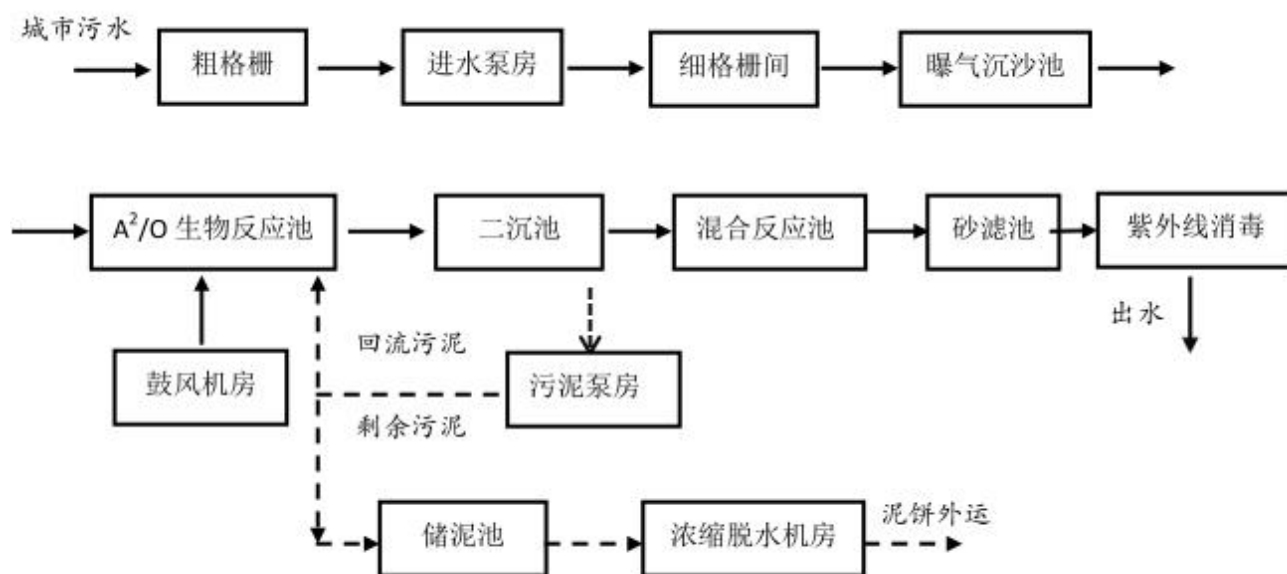 城市污水
粗格栅
进水泵房
细格栅间
曝气沉沙池
A²/O 生物反应池
二沉池
混合反应池
砂滤池
紫外线消毒
出水
回流污泥
鼓风机房
污泥泵房
剩余污泥
储泥池
浓缩脱水机房
泥饼外运